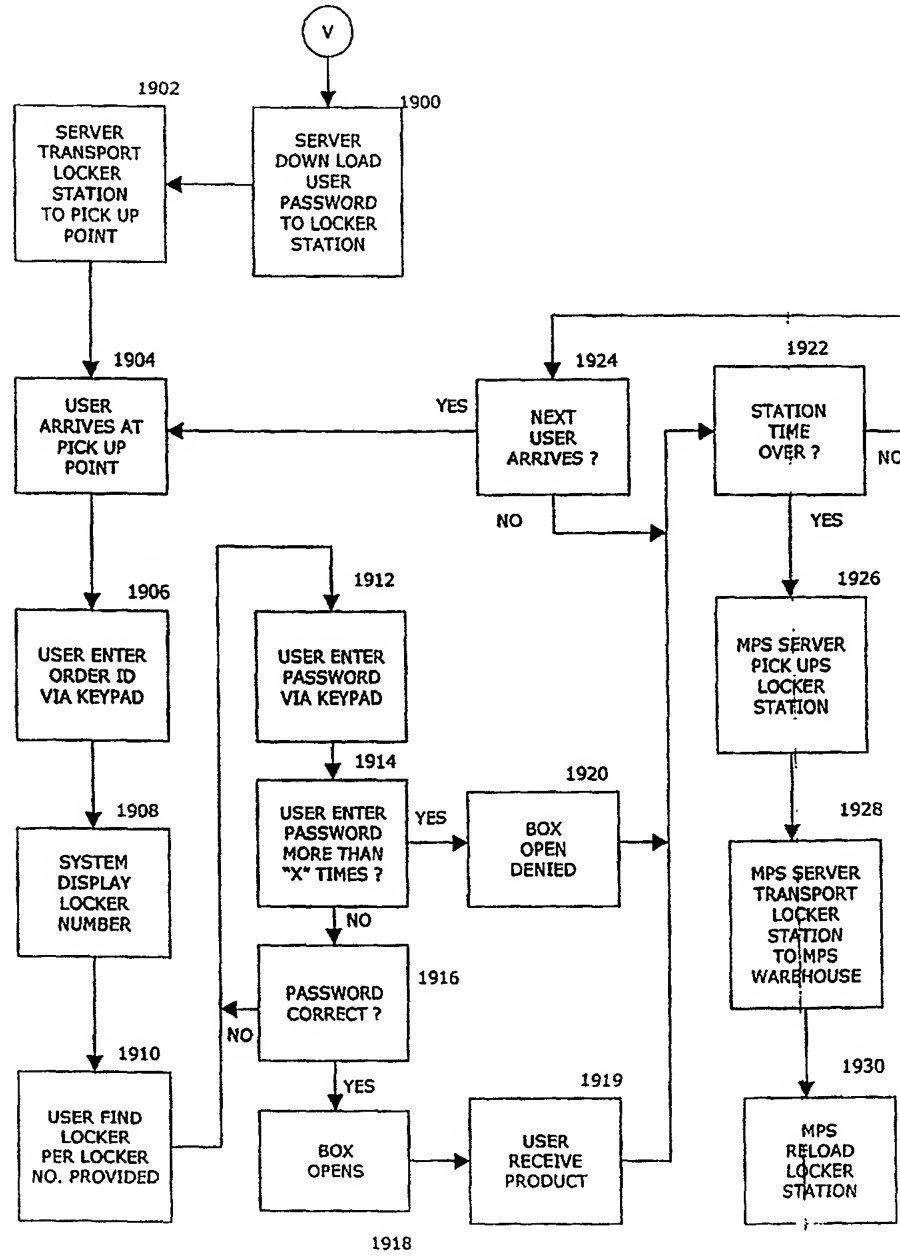 V
1900
SERVER
DOWN LOAD
USER
PASSWORD
TO LOCKER
STATION
1902
SERVER
TRANSPORT
LOCKER
STATION
TO PICK UP
POINT
1904
USER
ARRIVES AT
PICK UP
POINT
1906
USER ENTER
ORDER ID
VIA KEYPAD
1908
SYSTEM
DISPLAY
LOCKER
NUMBER
1910
USER FIND
LOCKER
PER LOCKER
NO. PROVIDED
1912
USER ENTER
PASSWORD
VIA KEYPAD
1914
USER ENTER
PASSWORD
MORE THAN
"X" TIMES ?
YES
NO
1920
BOX
OPEN
DENIED
1916
PASSWORD
CORRECT ?
NO
YES
BOX
OPENS
1918
1919
USER
RECEIVE
PRODUCT
1924
NEXT
USER
ARRIVES ?
YES
NO
1922
STATION
TIME
OVER ?
NO
YES
1926
MPS SERVER
PICK UPS
LOCKER
STATION
1928
MPS SERVER
TRANSPORT
LOCKER
STATION
TO MPS
WAREHOUSE
1930
MPS
RELOAD
LOCKER
STATION